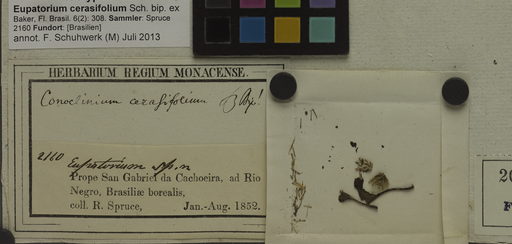 Eupatorium cerasifolium Sch. bip. ex
Baker, Fl. Brasil. 6(2): 308. Sammler: Spruce
2160 Fundort: [Brasilien]
annot. F. Schuhwerk (M) Juli 2013
HERBARIUM REGIUM MONACENSE.
Conoclinium cerasifolium
2160
Eupatorium sp. n
Prope San Gabriel da Cachoeira, ad Rio
Negro, Brasiliæ borealis,
coll. R. Spruce, Jan.-Aug. 1852.